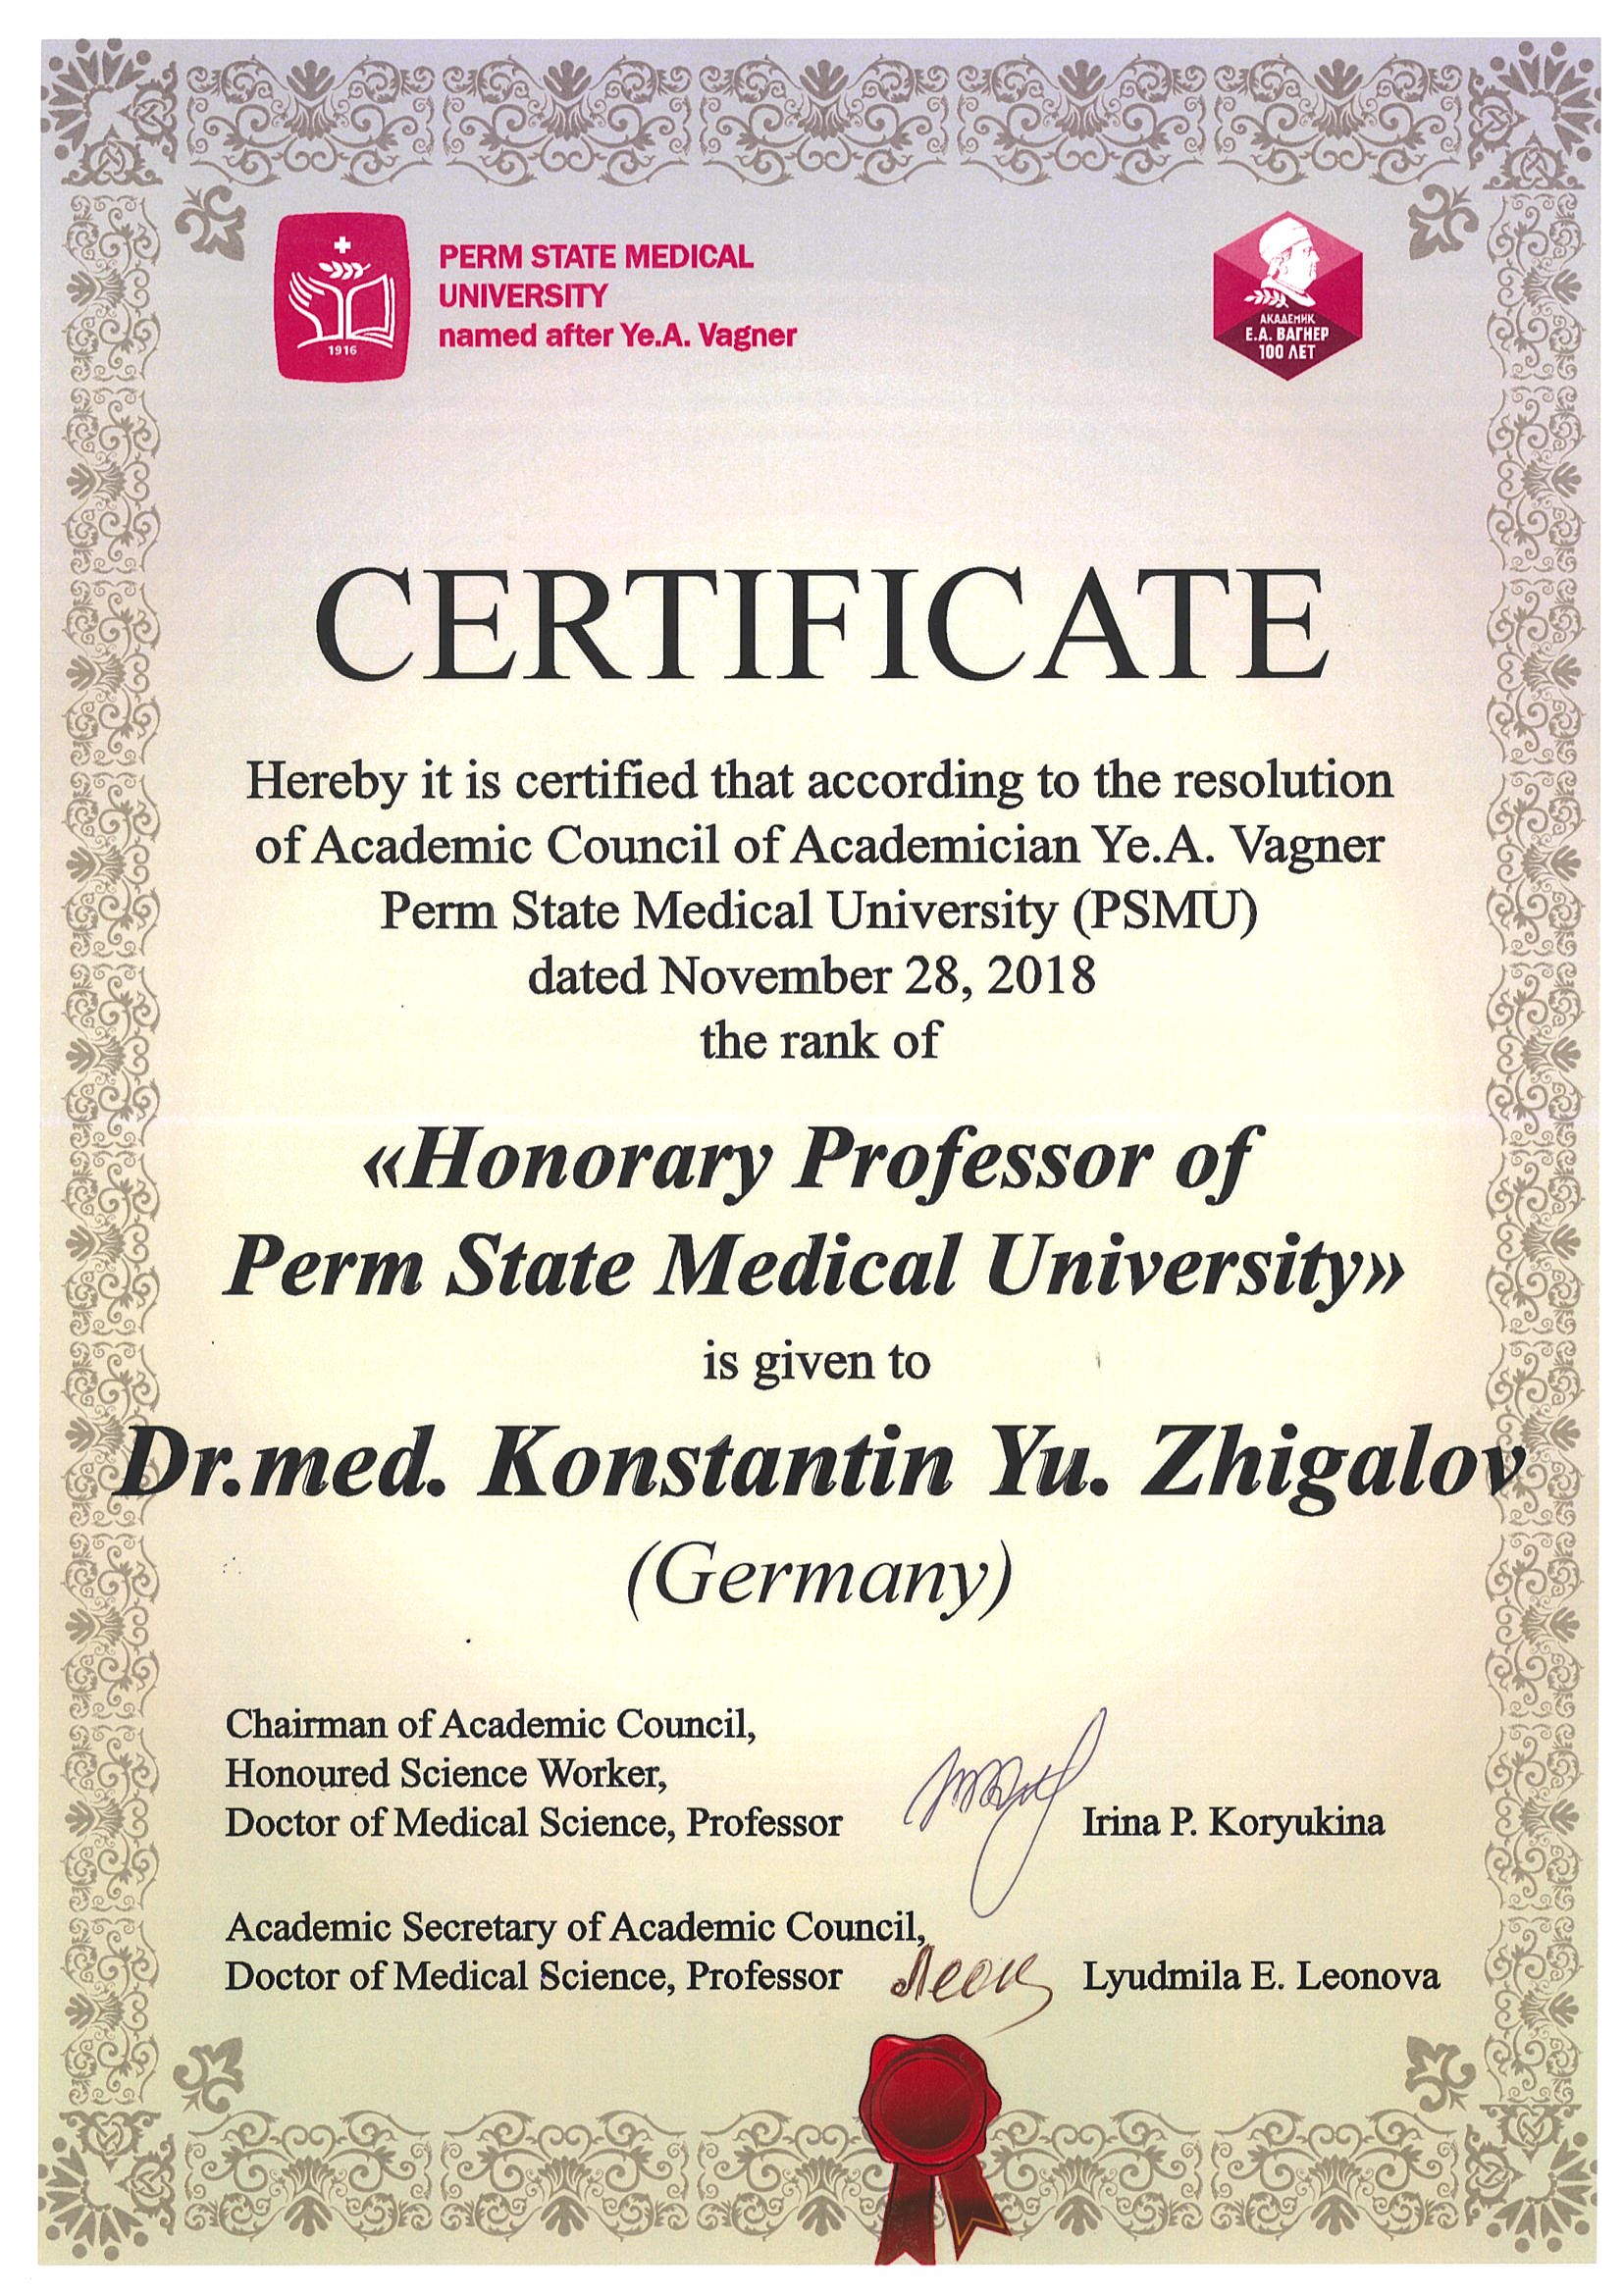 PERM STATE MEDICAL
UNIVERSITY
named after Ye.A. Vagner
1916
АКАДЕМИК
Е.А. ВАГНЕР
100 ЛЕТ
CERTIFICATE
Hereby it is certified that according to the resolution
of Academic Council of Academician Ye.A. Vagner
Perm State Medical University (PSMU)
dated November 28, 2018
the rank of
«Honorary Professor of
Perm State Medical University»
is given to
Dr.med. Konstantin Yu. Zhigalov
(Germany)
Chairman of Academic Council,
Honoured Science Worker,
Doctor of Medical Science, Professor Irina P. Koryukina
Academic Secretary of Academic Council,
Doctor of Medical Science, Professor Lyudmila E. Leonova